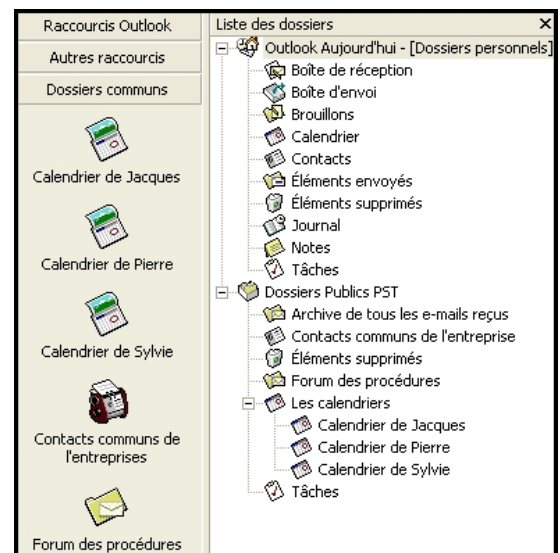 Raccourcis Outlook
Autres raccourcis
Dossiers communs
Calendrier de Jacques
Calendrier de Pierre
Calendrier de Sylvie
Contacts communs de
l'entreprises
Forum des procédures
Liste des dossiers
Outlook Aujourd'hui - [Dossiers personnels]
Boîte de réception
Boîte d'envoi
Brouillons
Calendrier
Contacts
Éléments envoyés
Éléments supprimés
Journal
Notes
Tâches
Dossiers Publics PST
Archive de tous les e-mails reçus
Contacts communs de l'entreprise
Éléments supprimés
Forum des procédures
Les calendriers
Calendrier de Jacques
Calendrier de Pierre
Calendrier de Sylvie
Tâches